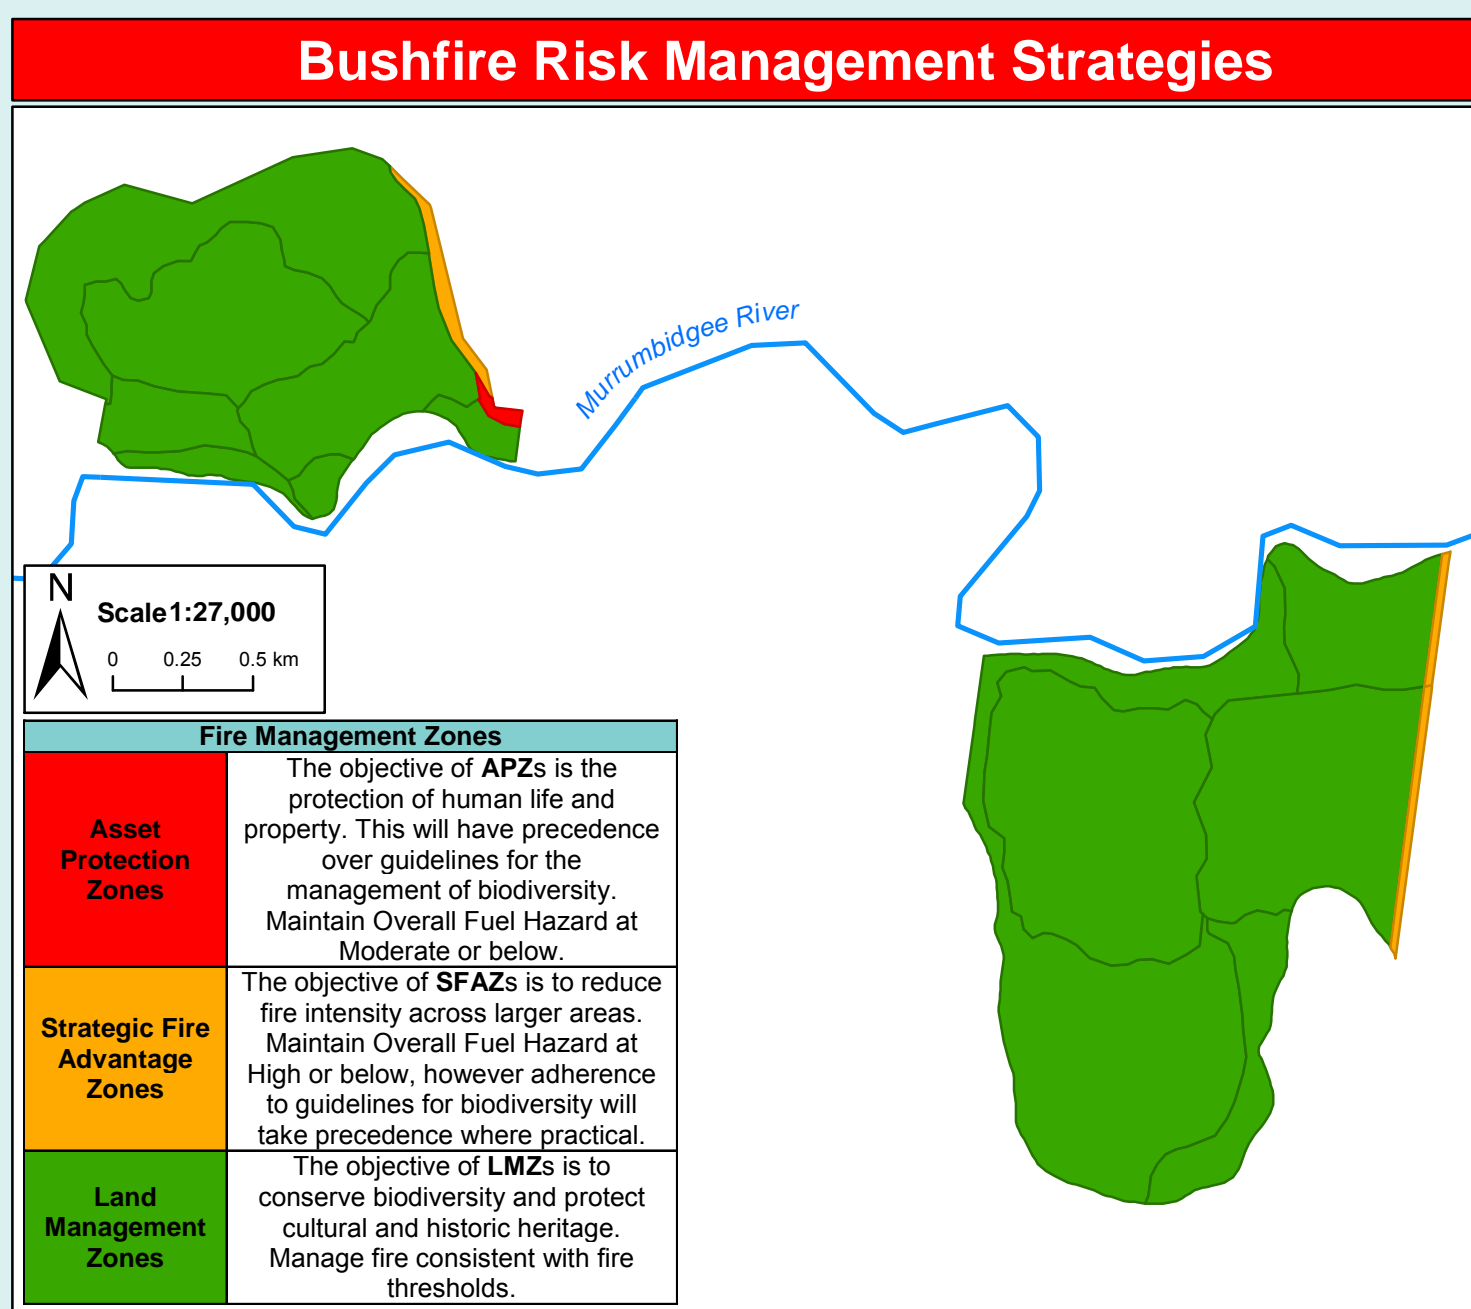 Bushfire Risk Management Strategies
Murrumbidgee River
N
Scale 1:27,000
0 0.25 0.5 km
Fire Management Zones
Asset
Protection
Zones
The objective of APZs is the
protection of human life and
property. This will have precedence
over guidelines for the
management of biodiversity.
Maintain Overall Fuel Hazard at
Moderate or below.
Strategic Fire
Advantage
Zones
The objective of SFAZs is to reduce
fire intensity across larger areas.
Maintain Overall Fuel Hazard at
High or below, however adherence
to guidelines for biodiversity will
take precedence where practical.
Land
Management
Zones
The objective of LMZs is to
conserve biodiversity and protect
cultural and historic heritage.
Manage fire consistent with fire
thresholds.